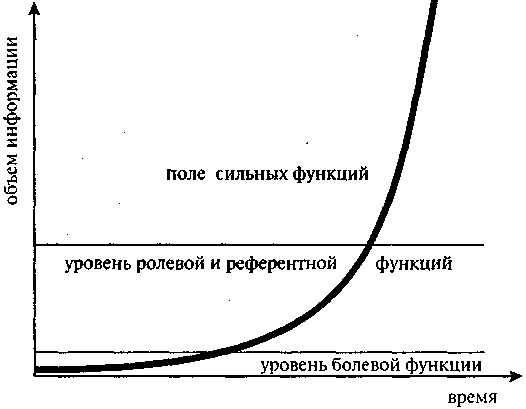 объем информации
поле сильных функций
уровень ролевой и референтной функций
уровень болевой функции
время